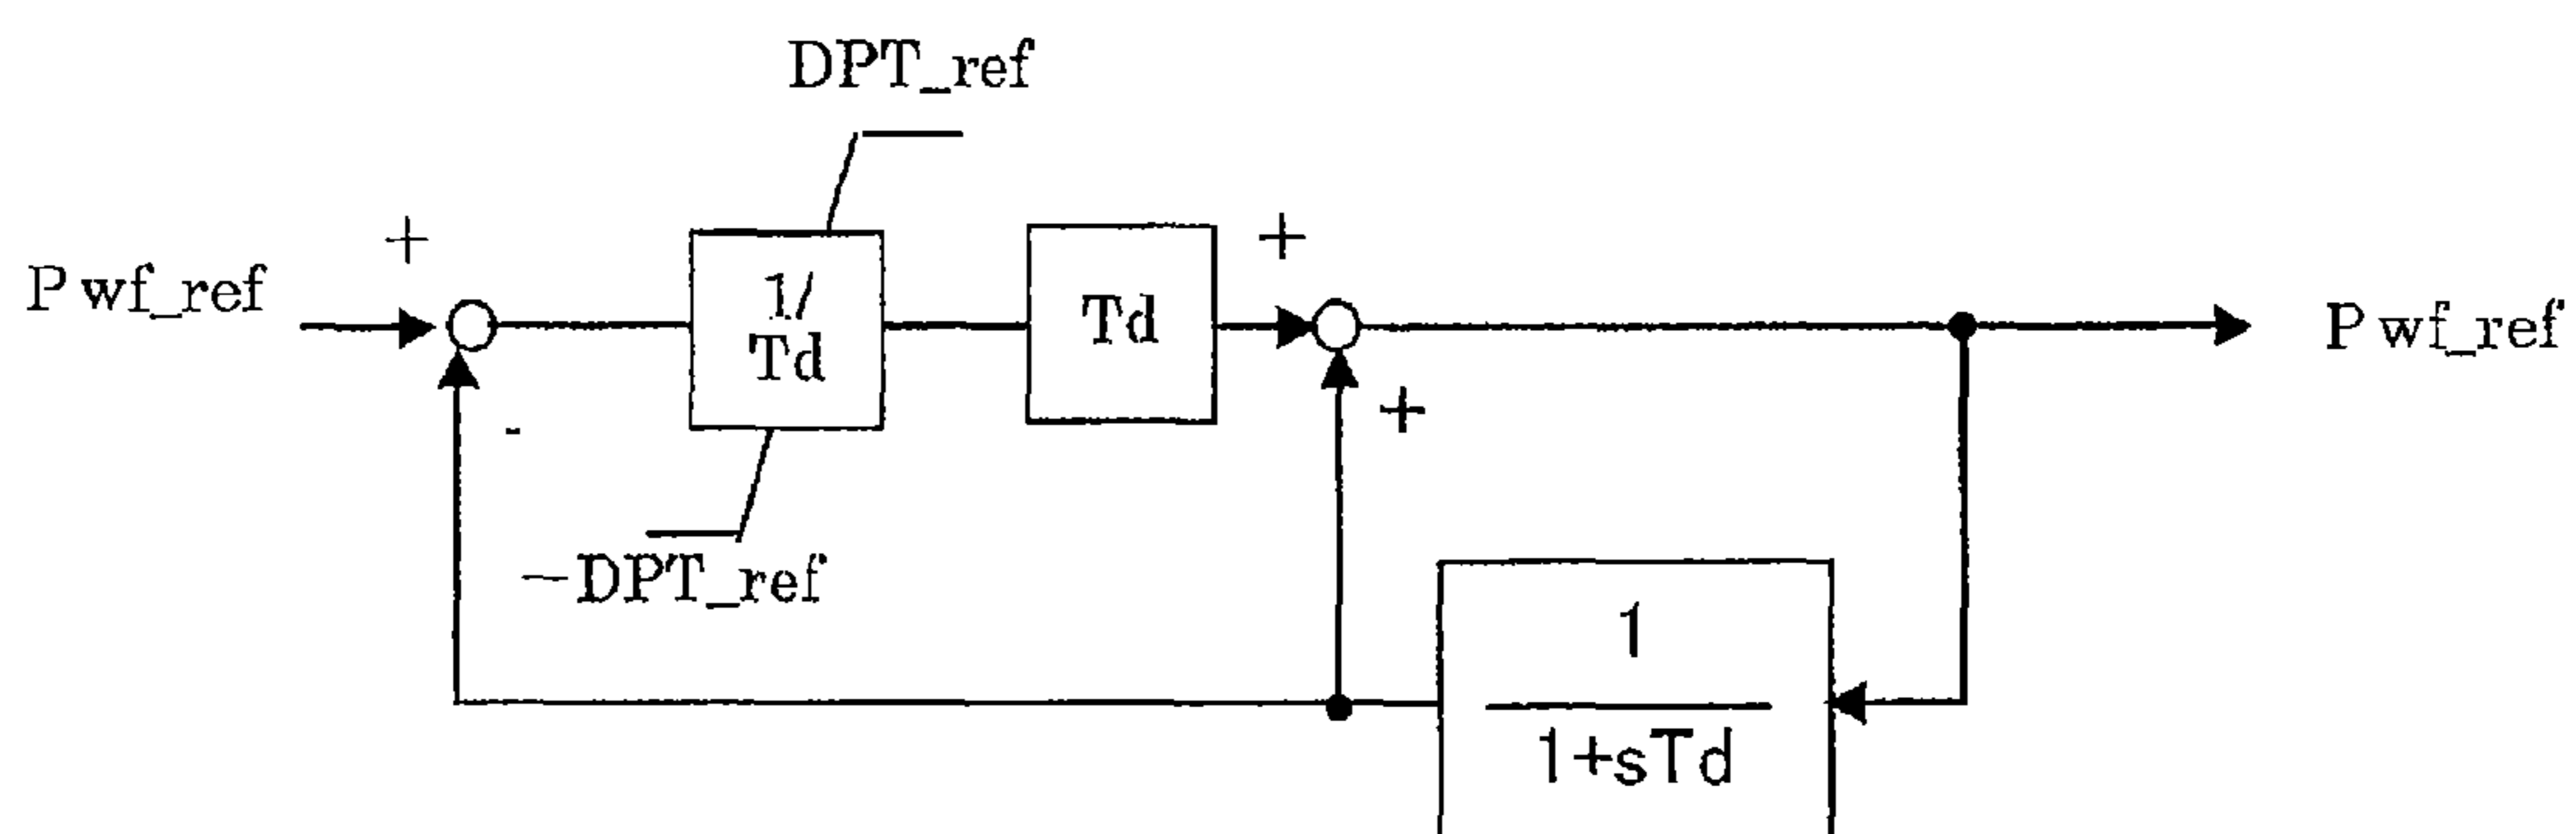 DPT_ref
+
+
P wf_ref
1/
Td
Td
P wf_ref
+
-
−DPT_ref
1
1+sTd